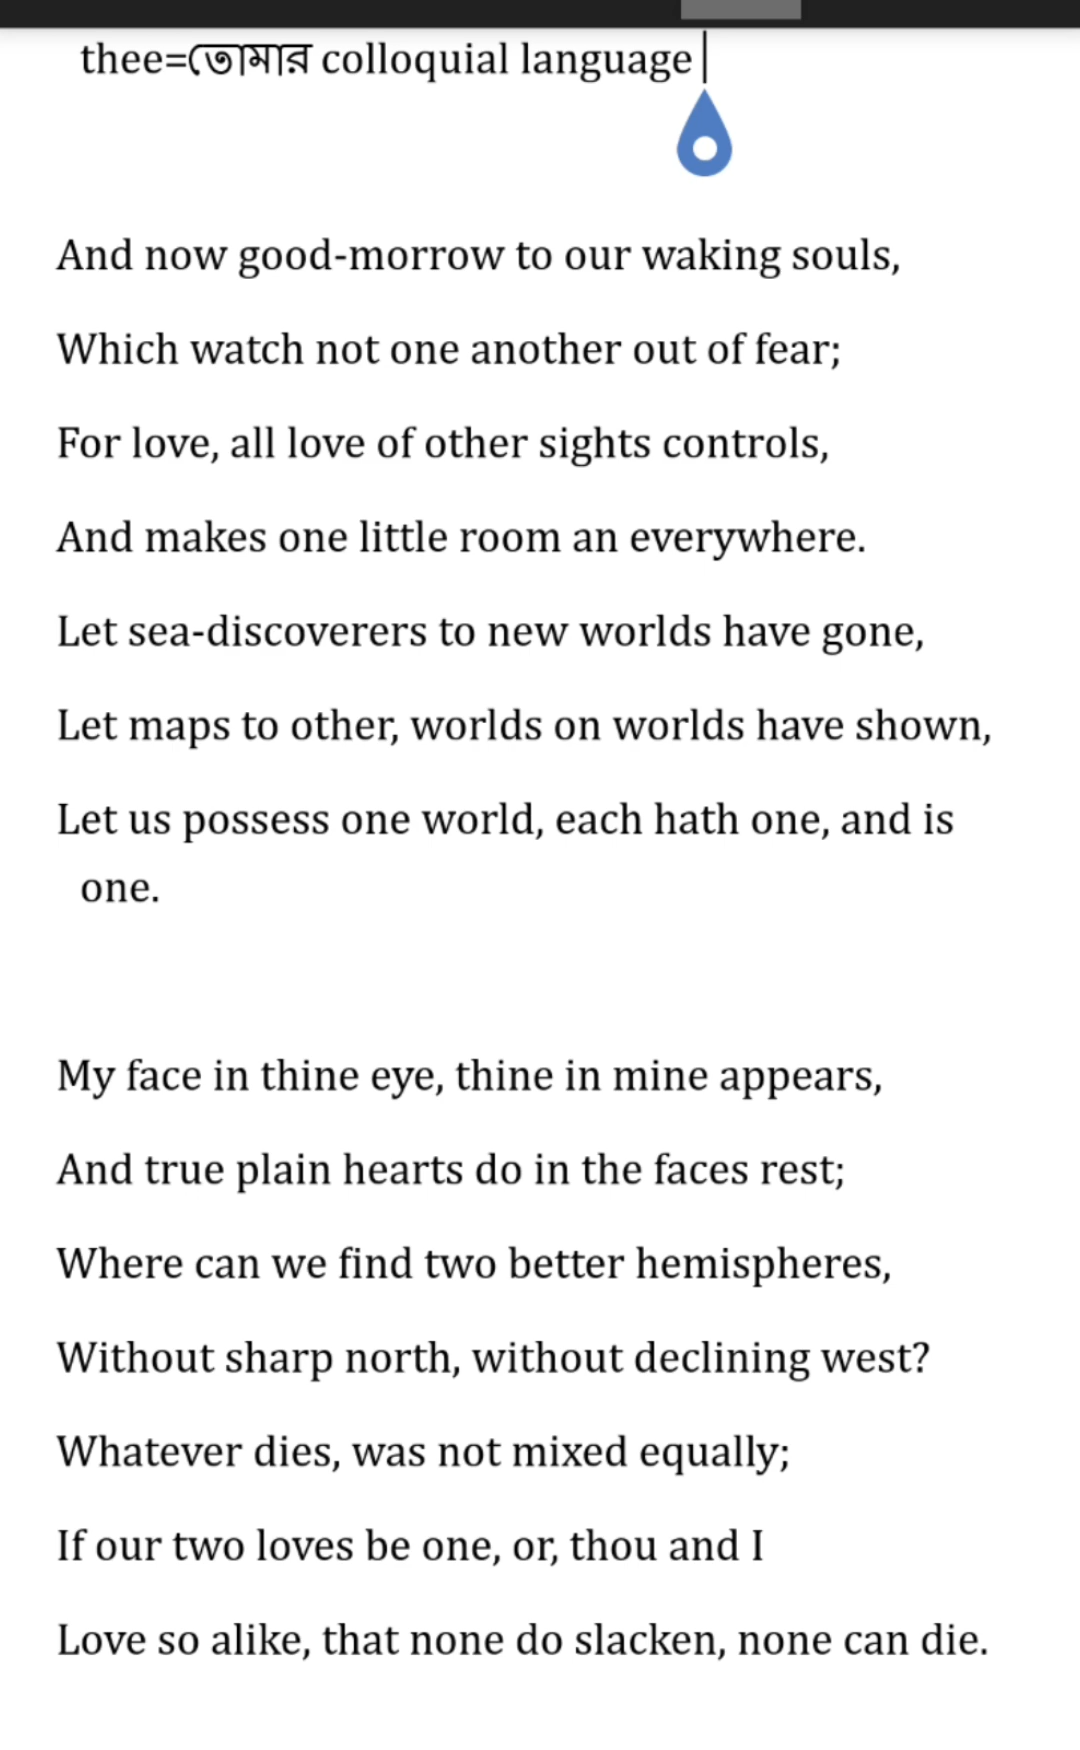 thee=তোমার colloquial language
And now good-morrow to our waking souls,
Which watch not one another out of fear;
For love, all love of other sights controls,
And makes one little room an everywhere.
Let sea-discoverers to new worlds have gone,
Let maps to other, worlds on worlds have shown,
Let us possess one world, each hath one, and is
one.
My face in thine eye, thine in mine appears,
And true plain hearts do in the faces rest;
Where can we find two better hemispheres,
Without sharp north, without declining west?
Whatever dies, was not mixed equally;
If our two loves be one, or, thou and I
Love so alike, that none do slacken, none can die.